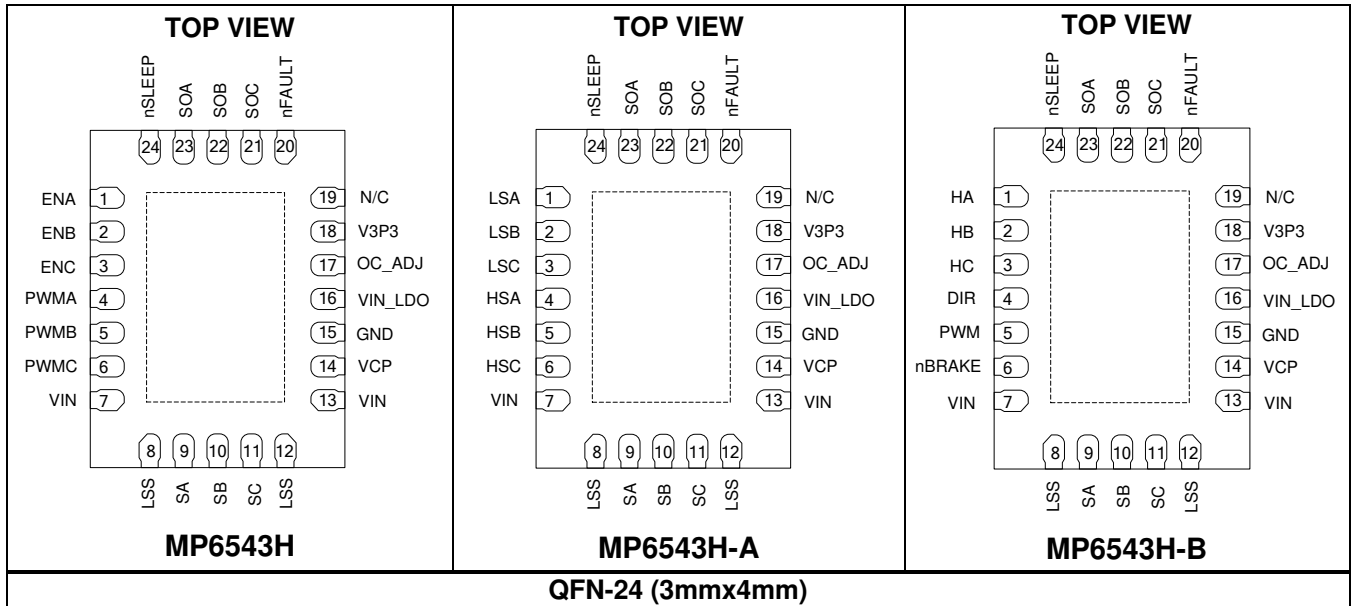 TOP VIEW
nSLEEP
SOA
SOB
SOC
nFAULT
24 23 22 21 20
ENA 1
ENB 2
ENC 3
PWMA 4
PWMB 5
PWMC 6
VIN 7
19 N/C
18 V3P3
17 OC_ADJ
16 VIN_LDO
15 GND
14 VCP
13 VIN
8 9 10 11 12
LSS
SA
SB
SC
LSS
MP6543H
TOP VIEW
nSLEEP
SOA
SOB
SOC
nFAULT
24 23 22 21 20
LSA 1
LSB 2
LSC 3
HSA 4
HSB 5
HSC 6
VIN 7
19 N/C
18 V3P3
17 OC_ADJ
16 VIN_LDO
15 GND
14 VCP
13 VIN
8 9 10 11 12
LSS
SA
SB
SC
LSS
MP6543H-A
TOP VIEW
nSLEEP
SOA
SOB
SOC
nFAULT
24 23 22 21 20
HA 1
HB 2
HC 3
DIR 4
PWM 5
nBRAKE 6
VIN 7
19 N/C
18 V3P3
17 OC_ADJ
16 VIN_LDO
15 GND
14 VCP
13 VIN
8 9 10 11 12
LSS
SA
SB
SC
LSS
MP6543H-B
QFN-24 (3mmx4mm)